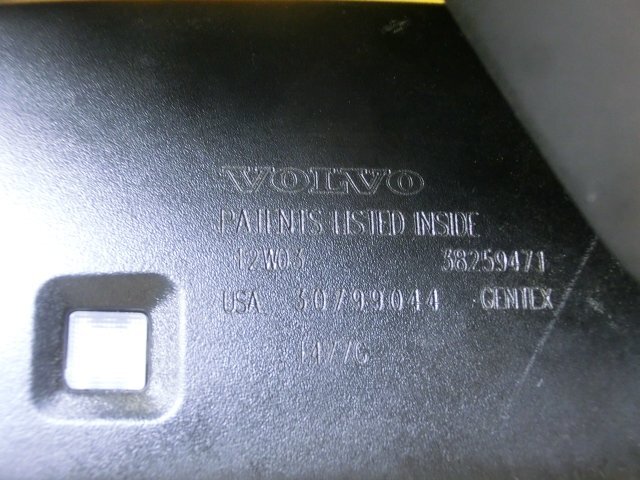 VOLVO
PATENTS LISTED INSIDE
12W03 38259471
USA 30799044 GENTEX